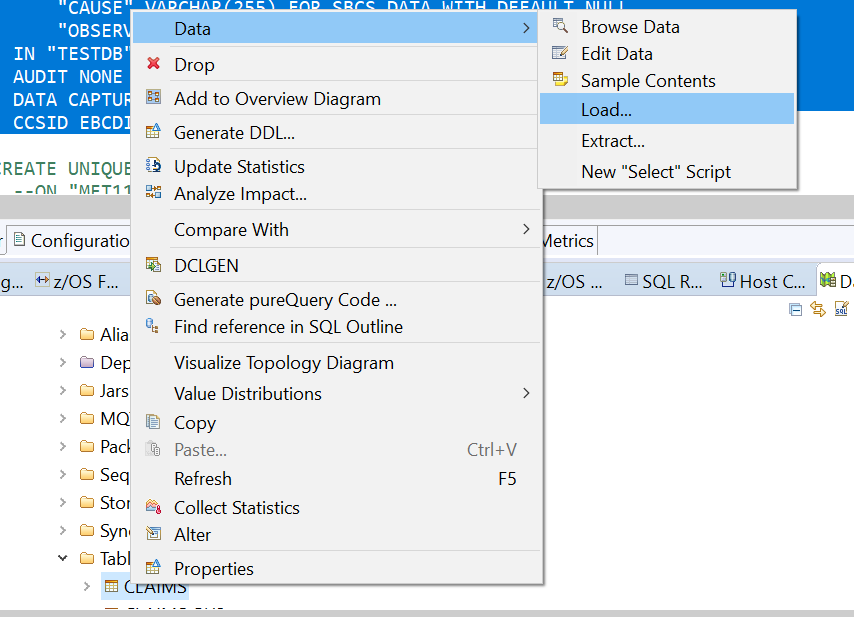 "CAUSE" VARCHAR(255) FOR SBCS DATA WITH DEFAULT NULL
"OBSERV
IN "TESTDB"
AUDIT NONE
DATA CAPTUR
CCSID EBCDI
CREATE UNIQUE
--ON "MET11
Data
Drop
Add to Overview Diagram
Generate DDL...
Update Statistics
Analyze Impact...
Compare With
DCLGEN
Generate pureQuery Code ...
Find reference in SQL Outline
Visualize Topology Diagram
Value Distributions
Copy
Paste... Ctrl+V
Refresh F5
Collect Statistics
Alter
Properties
Browse Data
Edit Data
Sample Contents
Load...
Extract...
New "Select" Script
r Configuratio Metrics
g... z/OS F... z/OS ... SQL R... Host C... D
SQL
Alia
Dep
Jars
MQ
Pack
Seq
Stor
Syno
Tabl
CLAIMS